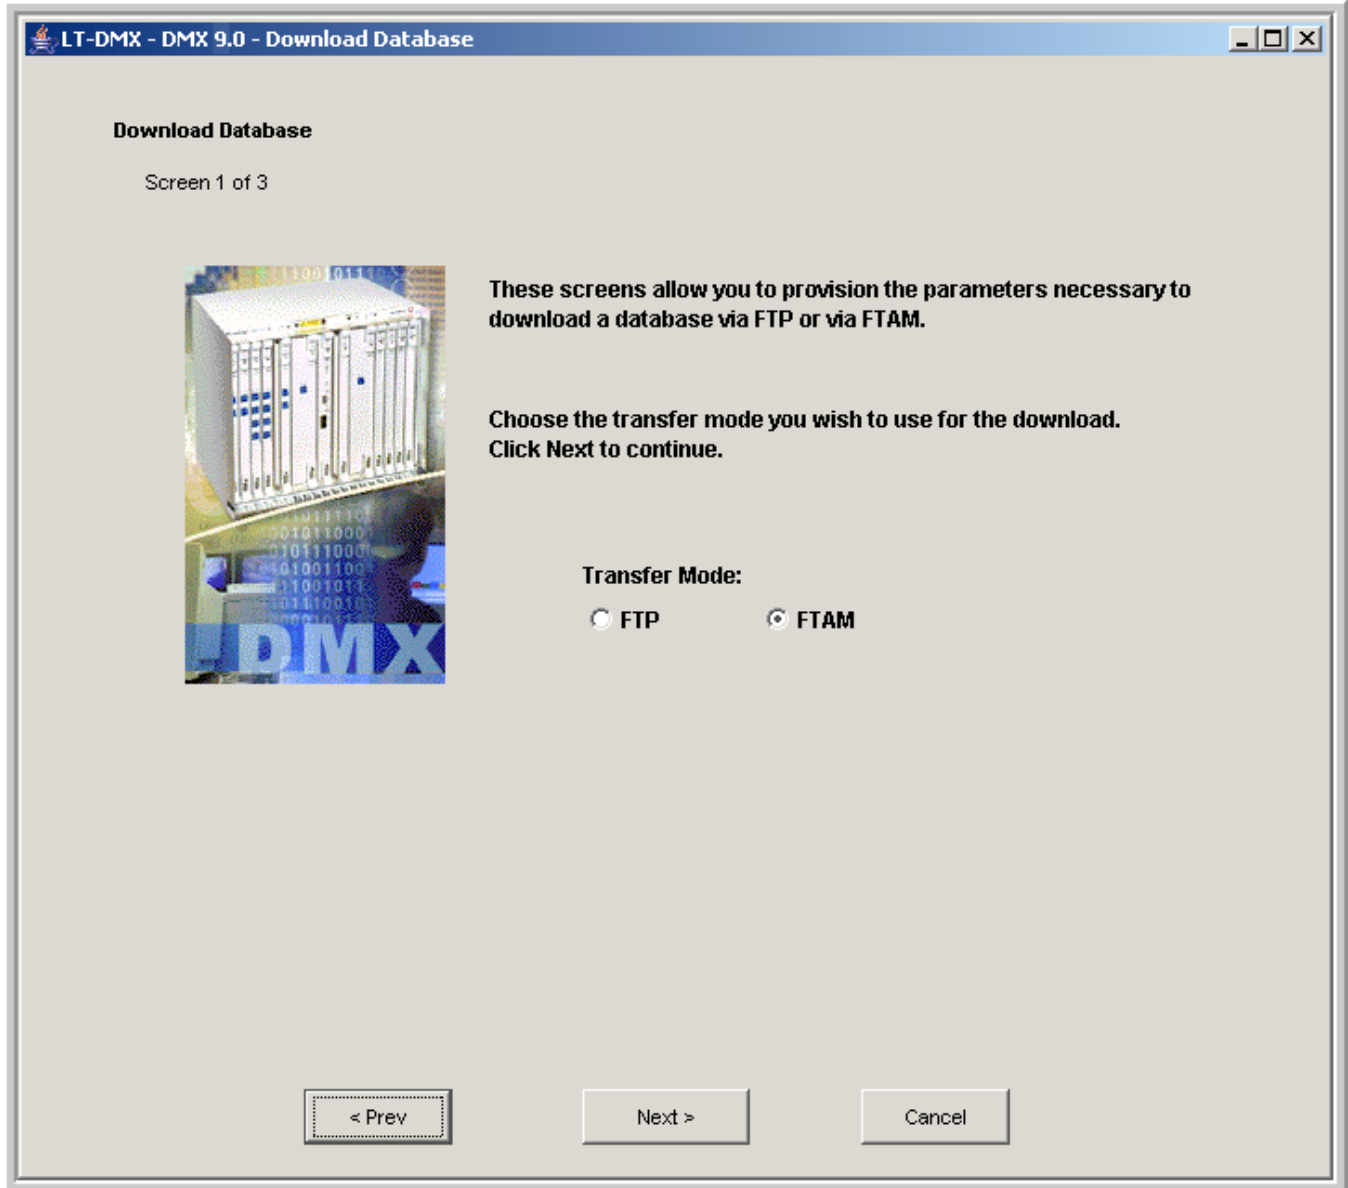 LT-DMX - DMX 9.0 - Download Database
Download Database
Screen 1 of 3
These screens allow you to provision the parameters necessary to
download a database via FTP or via FTAM.
Choose the transfer mode you wish to use for the download.
Click Next to continue.
DMX
Transfer Mode:
FTP
FTAM
< Prev
Next >
Cancel